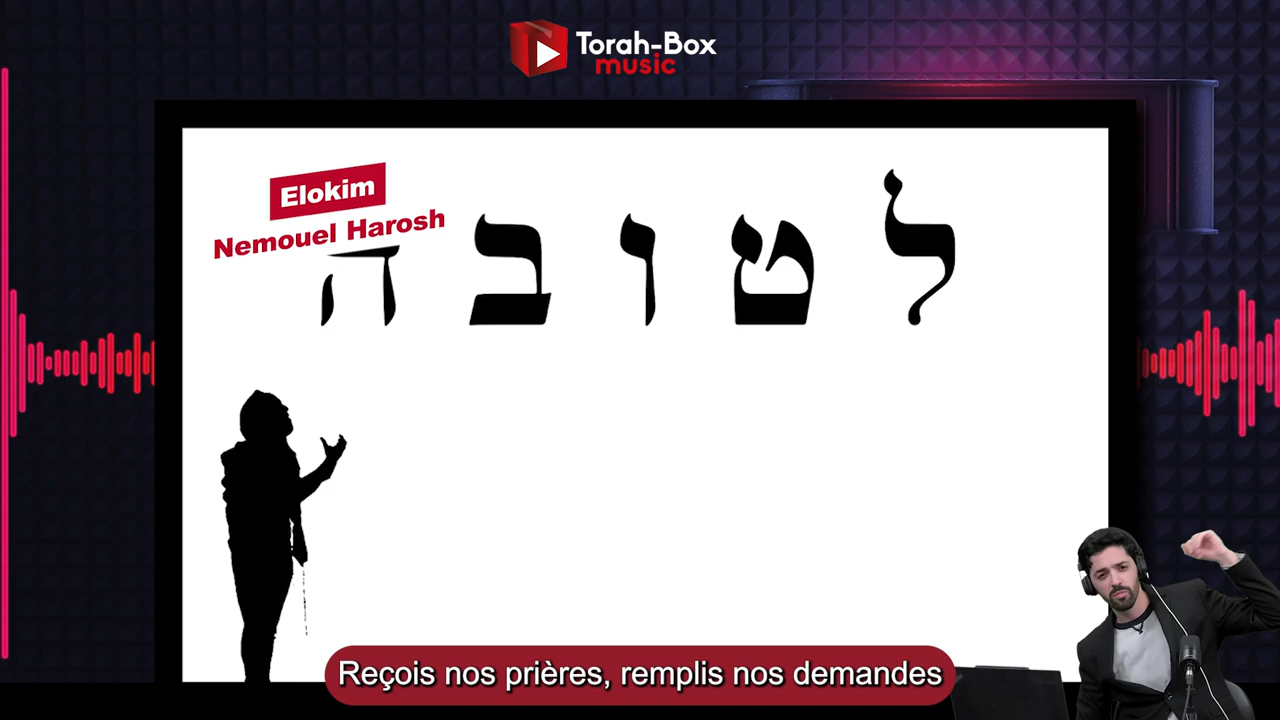 Torah-Box
music
Elokim
Nemouel Harosh
לטובה
Reçois nos prières, remplis nos demandes